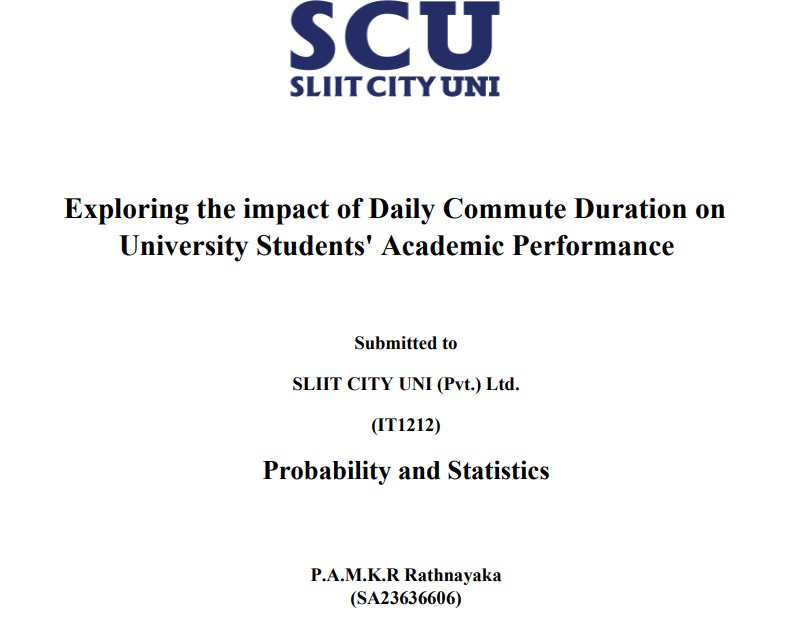 SCU
SLIIT CITY UNI
Exploring the impact of Daily Commute Duration on
University Students' Academic Performance
Submitted to
SLIIT CITY UNI (Pvt.) Ltd.
(IT1212)
Probability and Statistics
P.A.M.K.R Rathnayaka
(SA23636606)